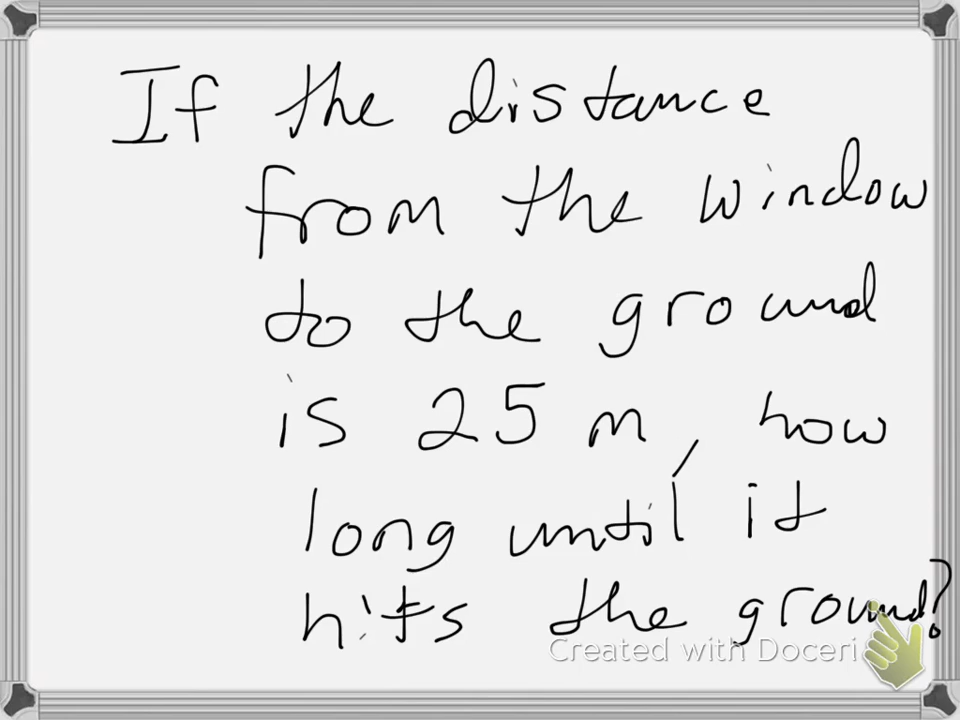 If the distance
from the window
to the ground
is 25 m, how
long until it
hits the ground?
Created with Doceri